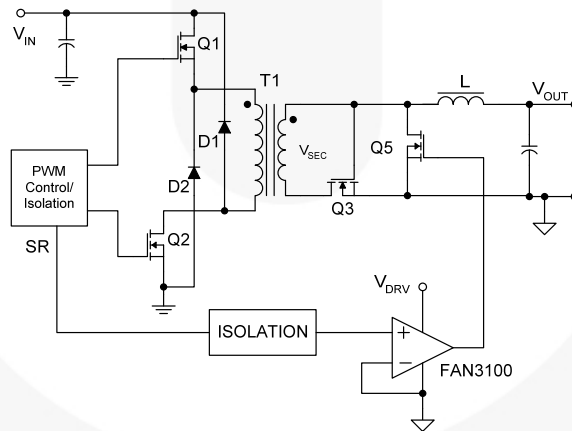 V_IN
Q1
T1
L
V_OUT
D1
V_SEC
Q5
PWM
Control/
Isolation
D2
Q3
Q2
SR
V_DRV
ISOLATION
+
−
FAN3100